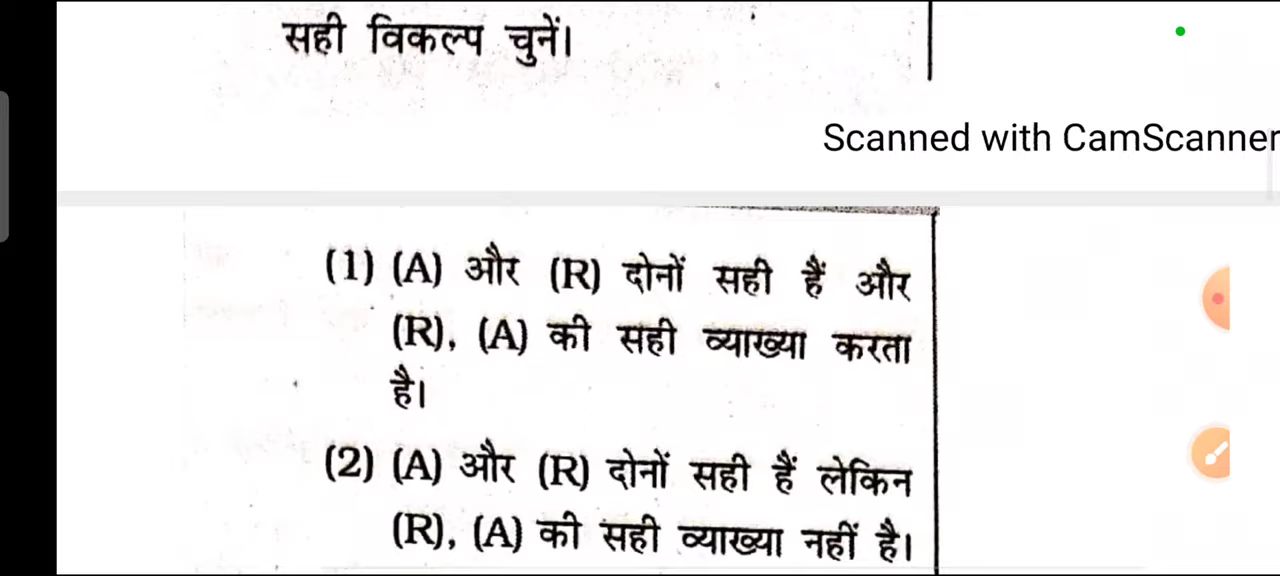 सही विकल्प चुनें।
Scanned with CamScanner
(1) (A) और (R) दोनों सही हैं और
(R), (A) की सही व्याख्या करता
है।
(2) (A) और (R) दोनों सही हैं लेकिन
(R), (A) की सही व्याख्या नहीं है।